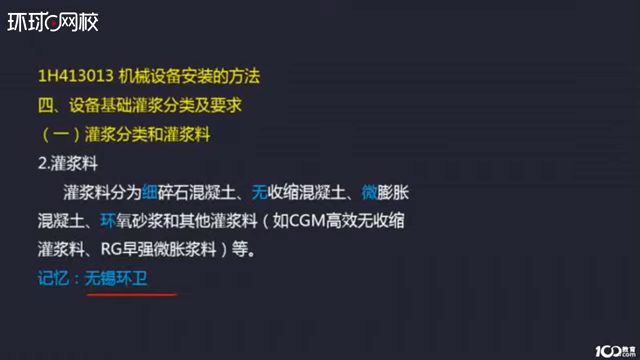 环球网校
1H413013 机械设备安装的方法
四、设备基础灌浆分类及要求
（一）灌浆分类和灌浆料
2.灌浆料
灌浆料分为细碎石混凝土、无收缩混凝土、微膨胀
混凝土、环氧砂浆和其他灌浆料（如CGM高效无收缩
灌浆料、RG早强微胀浆料）等。
记忆：无锡环卫
100教育
.com